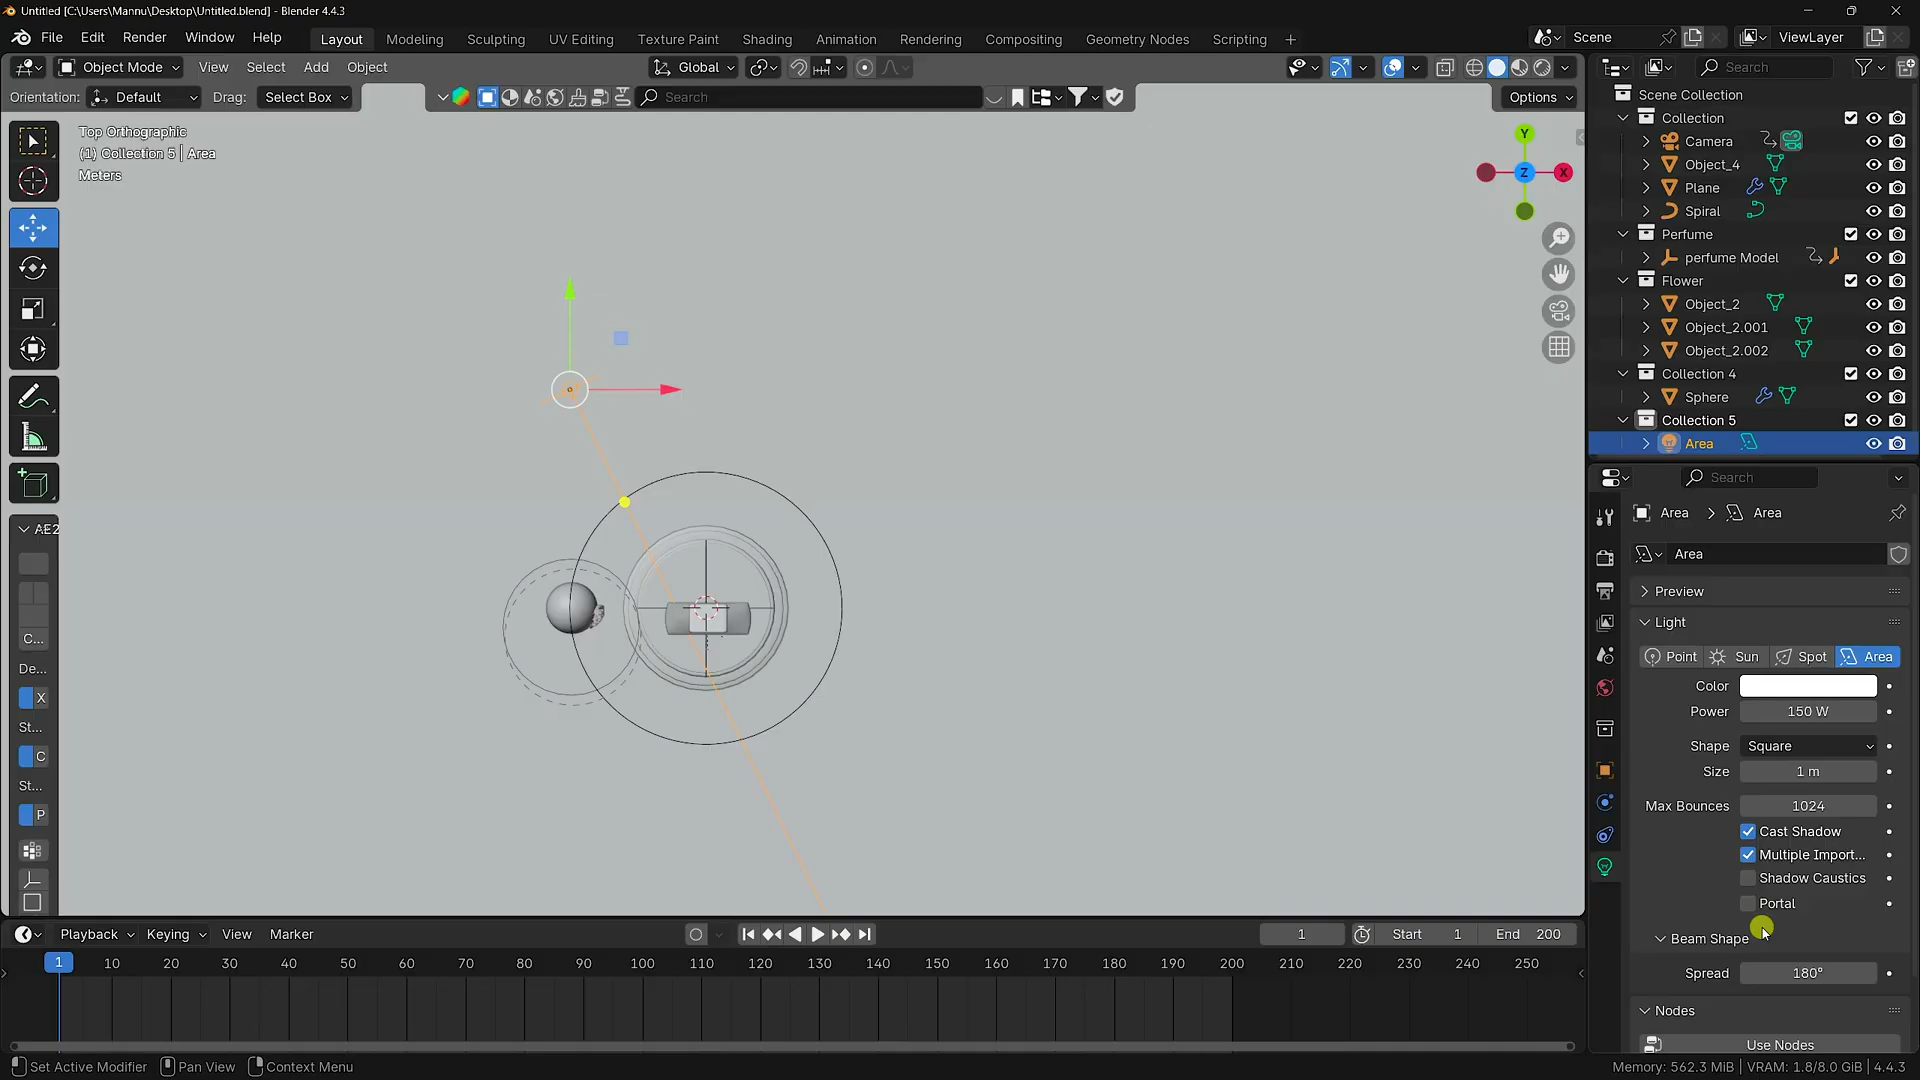 Untitled [C:\Users\Mannu\Desktop\Untitled.blend] - Blender 4.4.3
File Edit Render Window Help
Layout Modeling Sculpting UV Editing Texture Paint Shading Animation Rendering Compositing Geometry Nodes Scripting
Scene
ViewLayer
Object Mode View Select Add Object
Global
Search
Orientation: Default Drag: Select Box
Search
Options
Top Orthographic
(1) Collection 5 | Area
Meters
Y
Z
X
Scene Collection
Collection
Camera
Object_4
Plane
Spiral
Perfume
perfume Model
Flower
Object_2
Object_2.001
Object_2.002
Collection 4
Sphere
Collection 5
Area
AE2
C...
De...
X
St...
C
St...
P
Search
Area > Area
Area
Preview
Light
Point Sun Spot Area
Color
Power 150 W
Shape Square
Size 1 m
Max Bounces 1024
Cast Shadow
Multiple Import...
Shadow Caustics
Portal
Beam Shape
Spread 180°
Nodes
Use Nodes
Playback Keying View Marker
1
Start 1
End 200
1 10 20 30 40 50 60 70 80 90 100 110 120 130 140 150 160 170 180 190 200 210 220 230 240 250
Set Active Modifier Pan View Context Menu
Memory: 562.3 MiB | VRAM: 1.8/8.0 GiB | 4.4.3